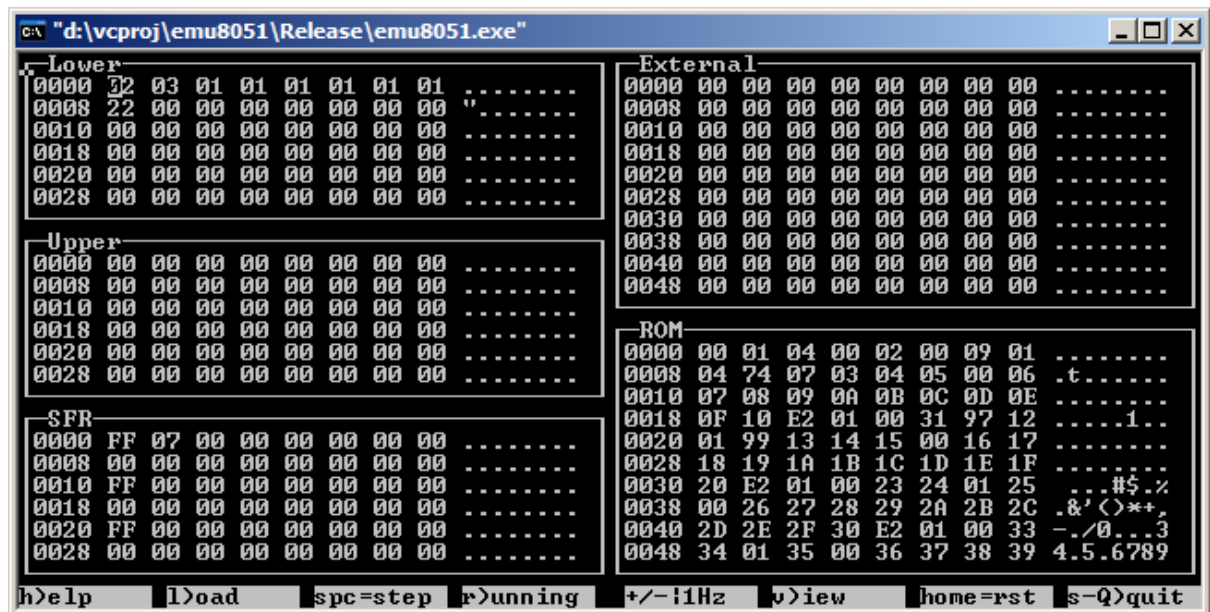 "d:\vcproj\emu8051\Release\emu8051.exe"
Lower
0000 02 03 01 01 01 01 01 01 ........
0008 22 00 00 00 00 00 00 00 ".......
0010 00 00 00 00 00 00 00 00 ........
0018 00 00 00 00 00 00 00 00 ........
0020 00 00 00 00 00 00 00 00 ........
0028 00 00 00 00 00 00 00 00 ........
Upper
0000 00 00 00 00 00 00 00 00 ........
0008 00 00 00 00 00 00 00 00 ........
0010 00 00 00 00 00 00 00 00 ........
0018 00 00 00 00 00 00 00 00 ........
0020 00 00 00 00 00 00 00 00 ........
0028 00 00 00 00 00 00 00 00 ........
SFR
0000 FF 07 00 00 00 00 00 00 ........
0008 00 00 00 00 00 00 00 00 ........
0010 FF 00 00 00 00 00 00 00 ........
0018 00 00 00 00 00 00 00 00 ........
0020 FF 00 00 00 00 00 00 00 ........
0028 00 00 00 00 00 00 00 00 ........
External
0000 00 00 00 00 00 00 00 00 ........
0008 00 00 00 00 00 00 00 00 ........
0010 00 00 00 00 00 00 00 00 ........
0018 00 00 00 00 00 00 00 00 ........
0020 00 00 00 00 00 00 00 00 ........
0028 00 00 00 00 00 00 00 00 ........
0030 00 00 00 00 00 00 00 00 ........
0038 00 00 00 00 00 00 00 00 ........
0040 00 00 00 00 00 00 00 00 ........
0048 00 00 00 00 00 00 00 00 ........
ROM
0000 00 01 04 00 02 00 09 01 ........
0008 04 74 07 03 04 05 00 06 .t......
0010 07 08 09 0A 0B 0C 0D 0E ........
0018 0F 10 E2 01 00 31 97 12 .....1..
0020 01 99 13 14 15 00 16 17 ........
0028 18 19 1A 1B 1C 1D 1E 1F ........
0030 20 E2 01 00 23 24 01 25  ...#$.%
0038 00 26 27 28 29 2A 2B 2C .&'()*+,
0040 2D 2E 2F 30 E2 01 00 33 -./0...3
0048 34 01 35 00 36 37 38 39 4.5.6789
h)elp l)oad spc=step r)unning +/-|1Hz v)iew home=rst s-Q)quit